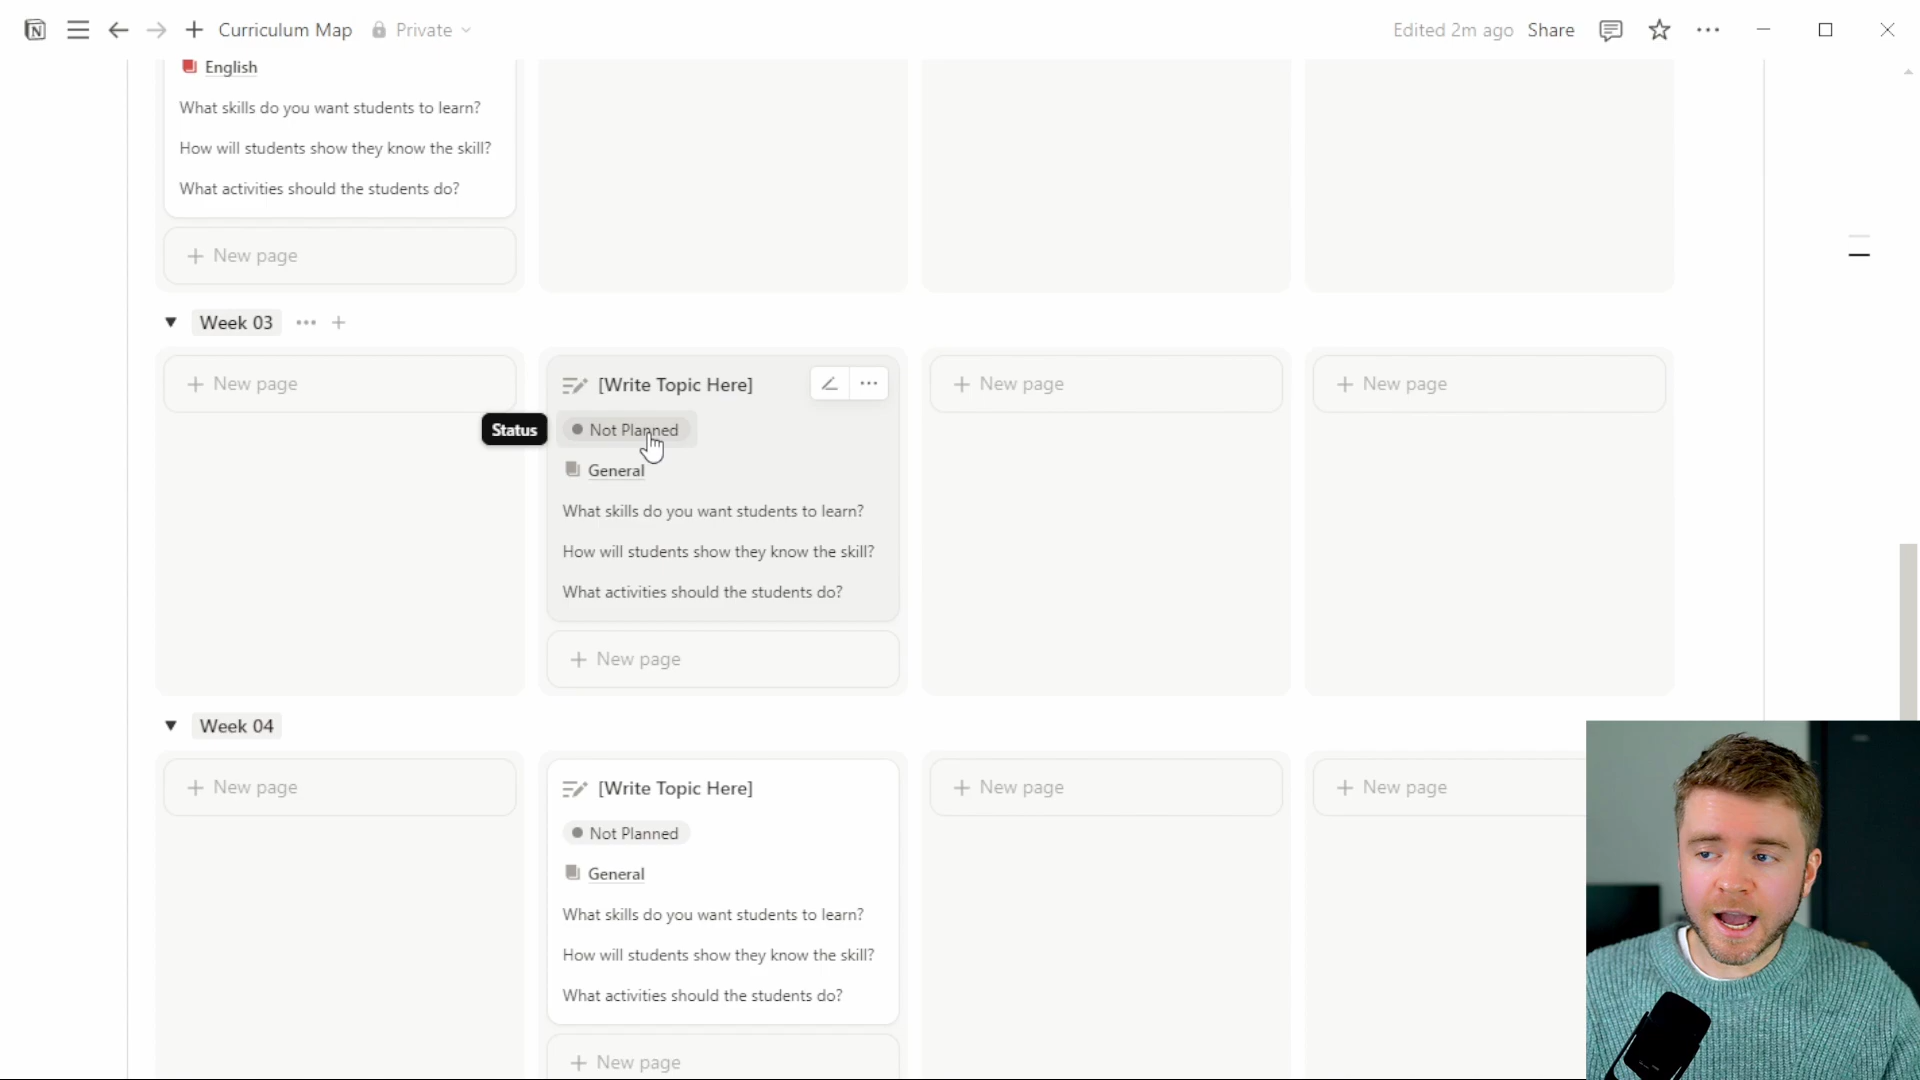 Curriculum Map Private Edited 2m ago Share
English
What skills do you want students to learn?
How will students show they know the skill?
What activities should the students do?
+ New page
Week 03
+ New page
[Write Topic Here]
+ New page
+ New page
Status
Not Planned
General
What skills do you want students to learn?
How will students show they know the skill?
What activities should the students do?
+ New page
Week 04
+ New page
[Write Topic Here]
+ New page
+ New page
Not Planned
General
What skills do you want students to learn?
How will students show they know the skill?
What activities should the students do?
+ New page